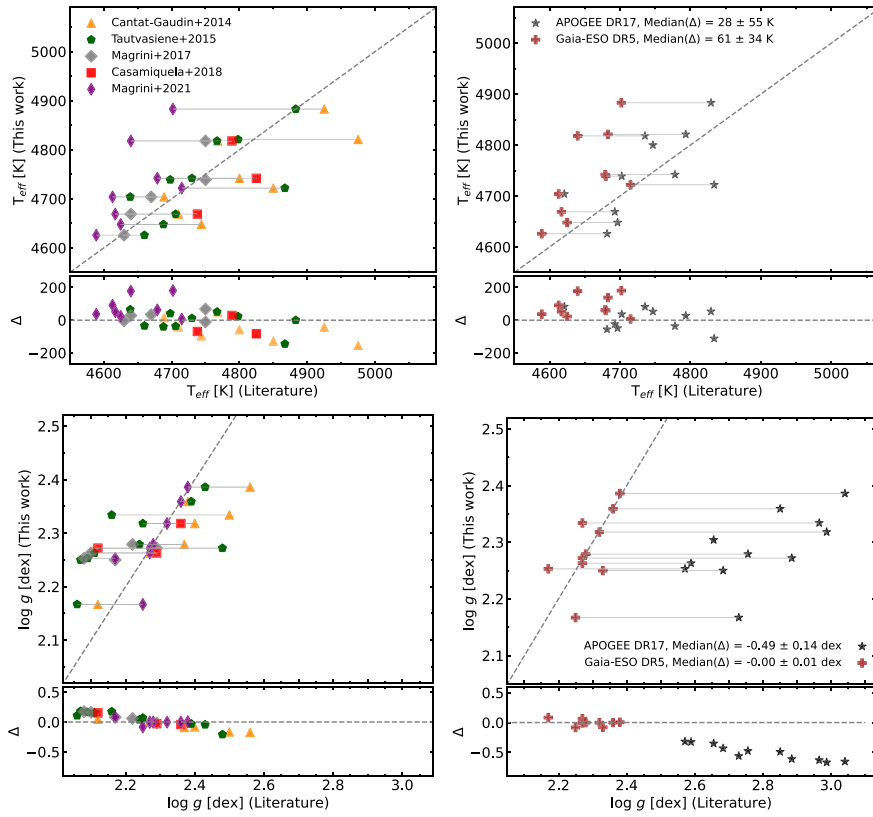 Cantat-Gaudin+2014
Tautvasiene+2015
Magrini+2017
Casamiquela+2018
Magrini+2021
5000
4900
4800
4700
4600
T_eff [K] (This work)
200
0
−200
Δ
4600 4700 4800 4900 5000
T_eff [K] (Literature)
APOGEE DR17, Median(Δ) = 28 ± 55 K
Gaia-ESO DR5, Median(Δ) = 61 ± 34 K
5000
4900
4800
4700
4600
T_eff [K] (This work)
200
0
−200
Δ
4600 4700 4800 4900 5000
T_eff [K] (Literature)
2.5
2.4
2.3
2.2
2.1
log g [dex] (This work)
0.5
0.0
−0.5
Δ
2.2 2.4 2.6 2.8 3.0
log g [dex] (Literature)
2.5
2.4
2.3
2.2
2.1
log g [dex] (This work)
APOGEE DR17, Median(Δ) = -0.49 ± 0.14 dex
Gaia-ESO DR5, Median(Δ) = -0.00 ± 0.01 dex
0.5
0.0
−0.5
Δ
2.2 2.4 2.6 2.8 3.0
log g [dex] (Literature)